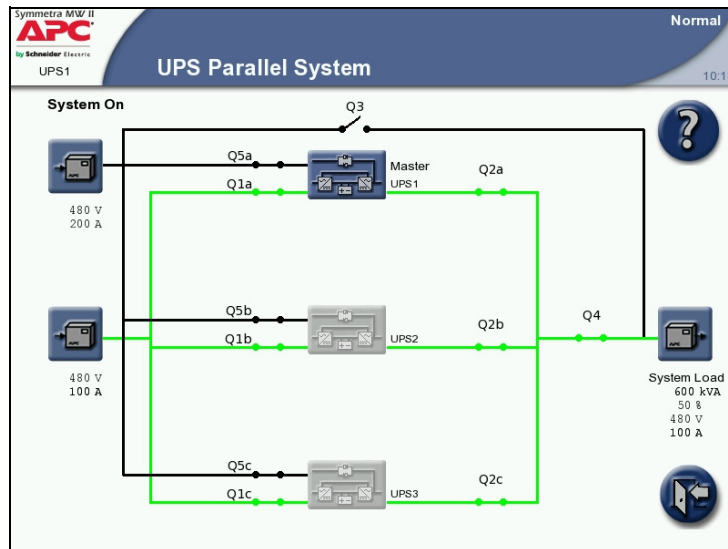 Symmetra MW II
APC
by Schneider Electric
UPS1
UPS Parallel System
Normal
10:1
System On
Q3
Q5a
Q1a
Master
UPS1
Q2a
480 V
200 A
Q5b
Q1b
UPS2
Q2b
Q4
480 V
100 A
System Load
600 kVA
50 %
480 V
100 A
Q5c
Q1c
UPS3
Q2c